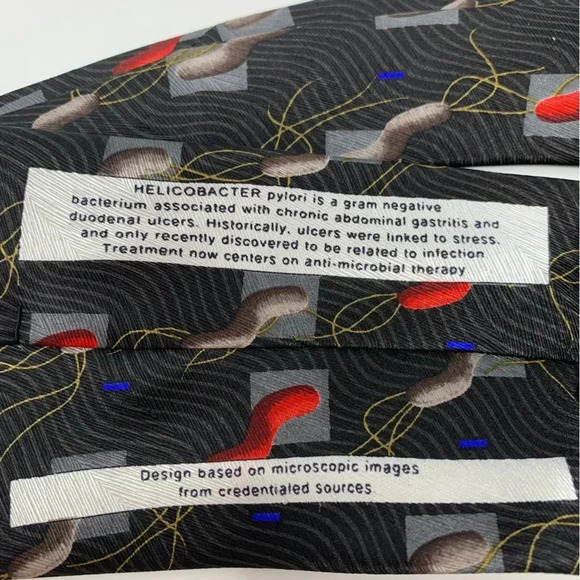 HELICOBACTER pylori is a gram negative
bacterium associated with chronic abdominal gastritis and
duodenal ulcers. Historically, ulcers were linked to stress,
and only recently discovered to be related to infection
Treatment now centers on anti-microbial therapy
Design based on microscopic images
from credentialed sources